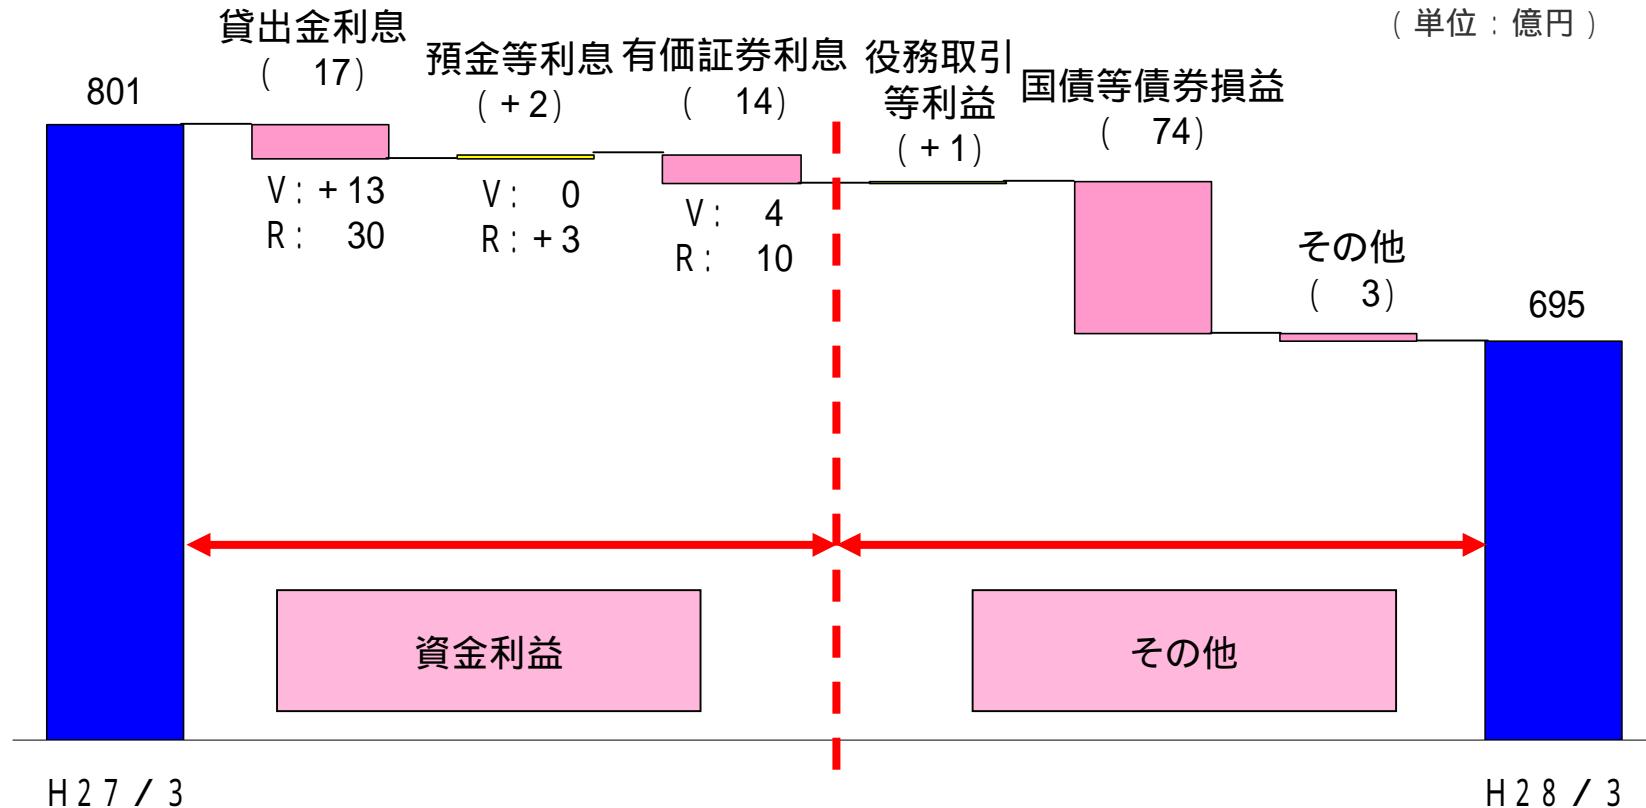 (単位:億円)
801
貸出金利息
( 17)
V:+13
R: 30
預金等利息
(+2)
V: 0
R:+3
有価証券利息
( 14)
V: 4
R: 10
役務取引
等利益
(+1)
国債等債券損益
( 74)
その他
( 3)
695
資金利益
その他
H27/3
H28/3